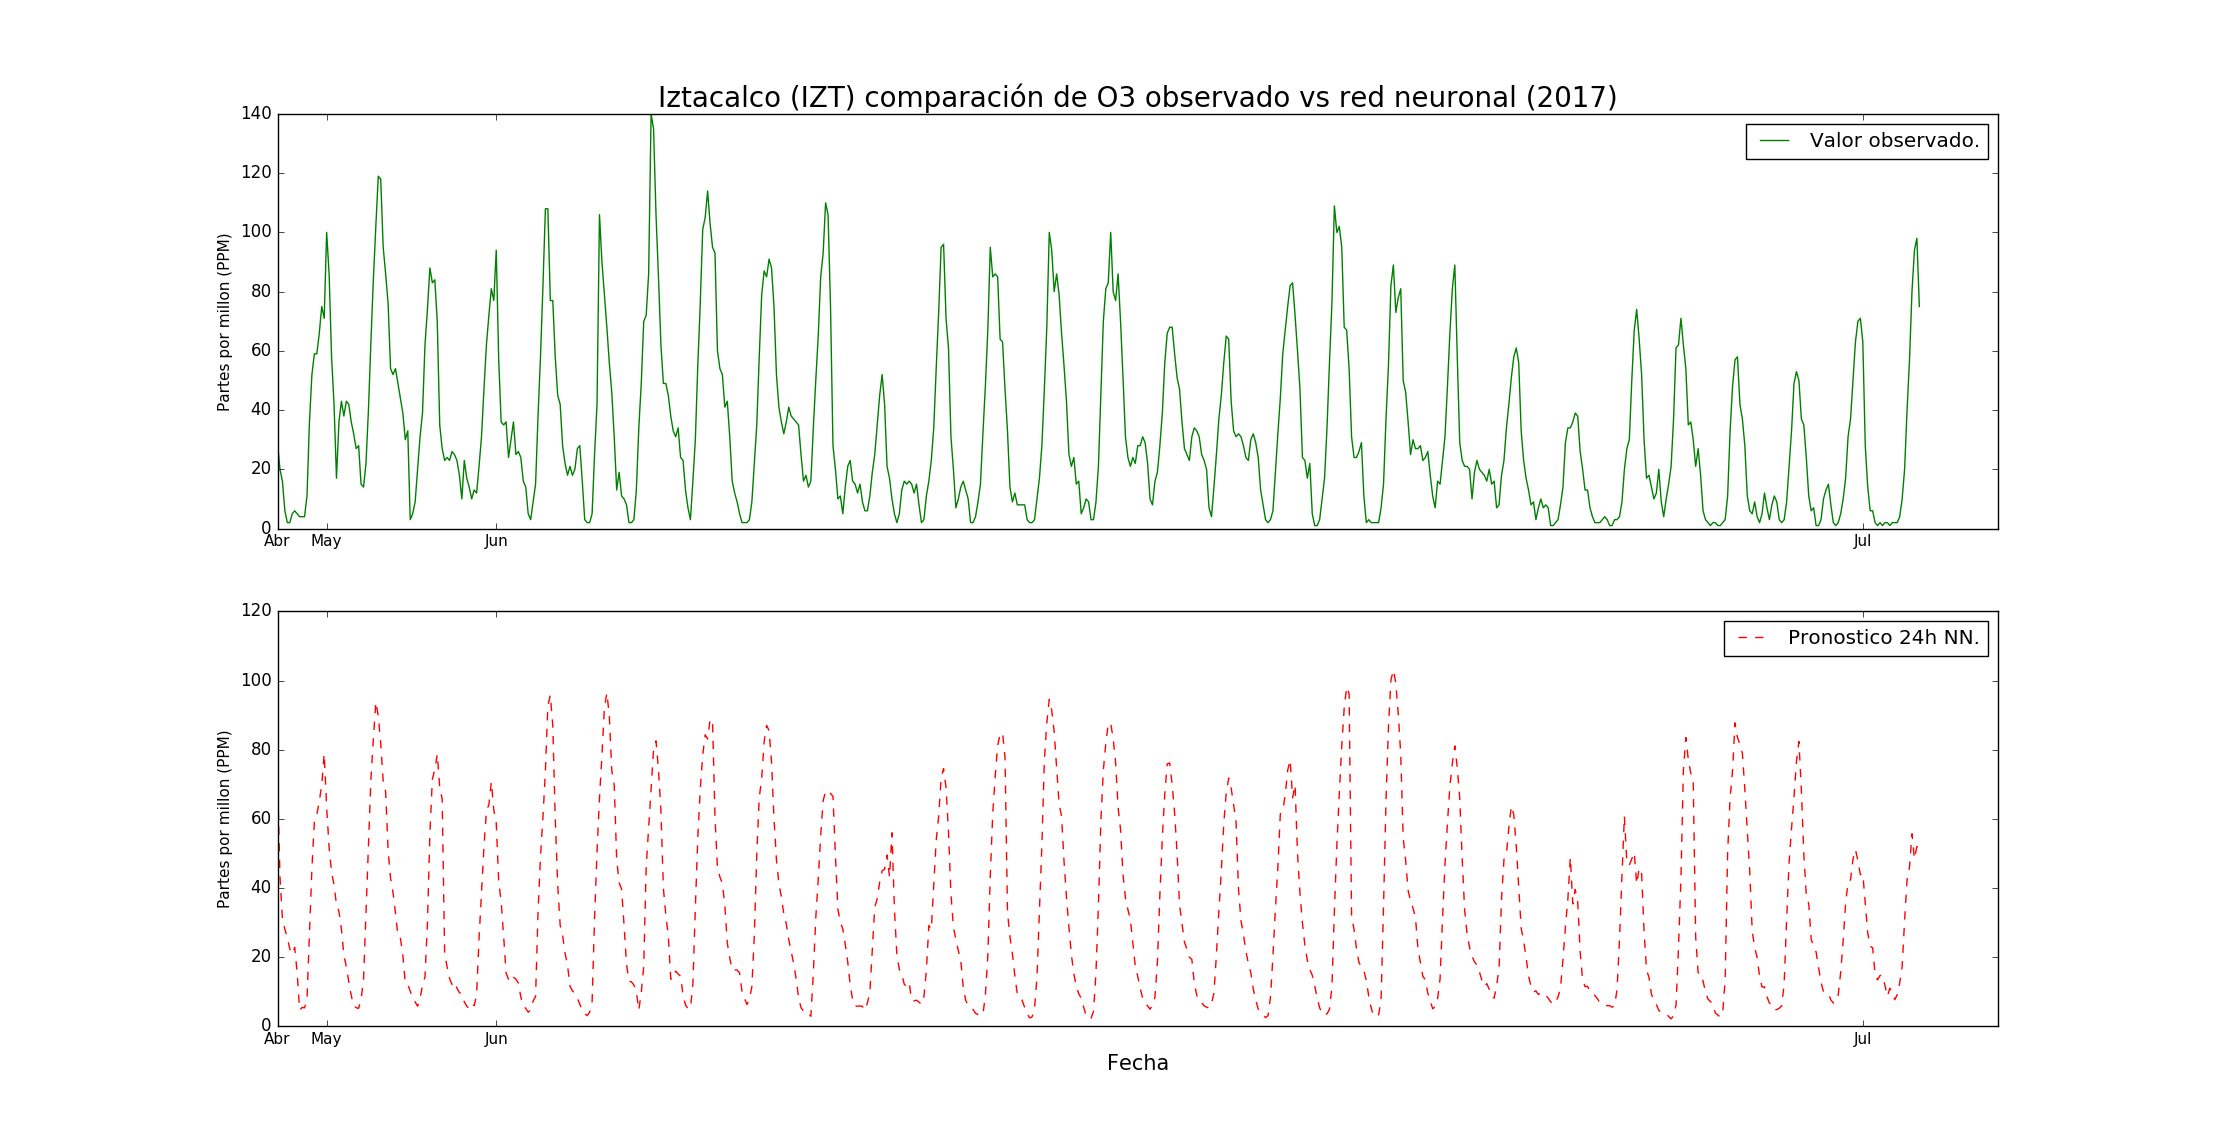 Iztacalco (IZT) comparación de O3 observado vs red neuronal (2017)
140
120
100
80
60
40
20
0
Partes por millon (PPM)
Valor observado.
Abr May Jun Jul
120
100
80
60
40
20
0
Partes por millon (PPM)
Pronostico 24h NN.
Abr May Jun Jul
Fecha